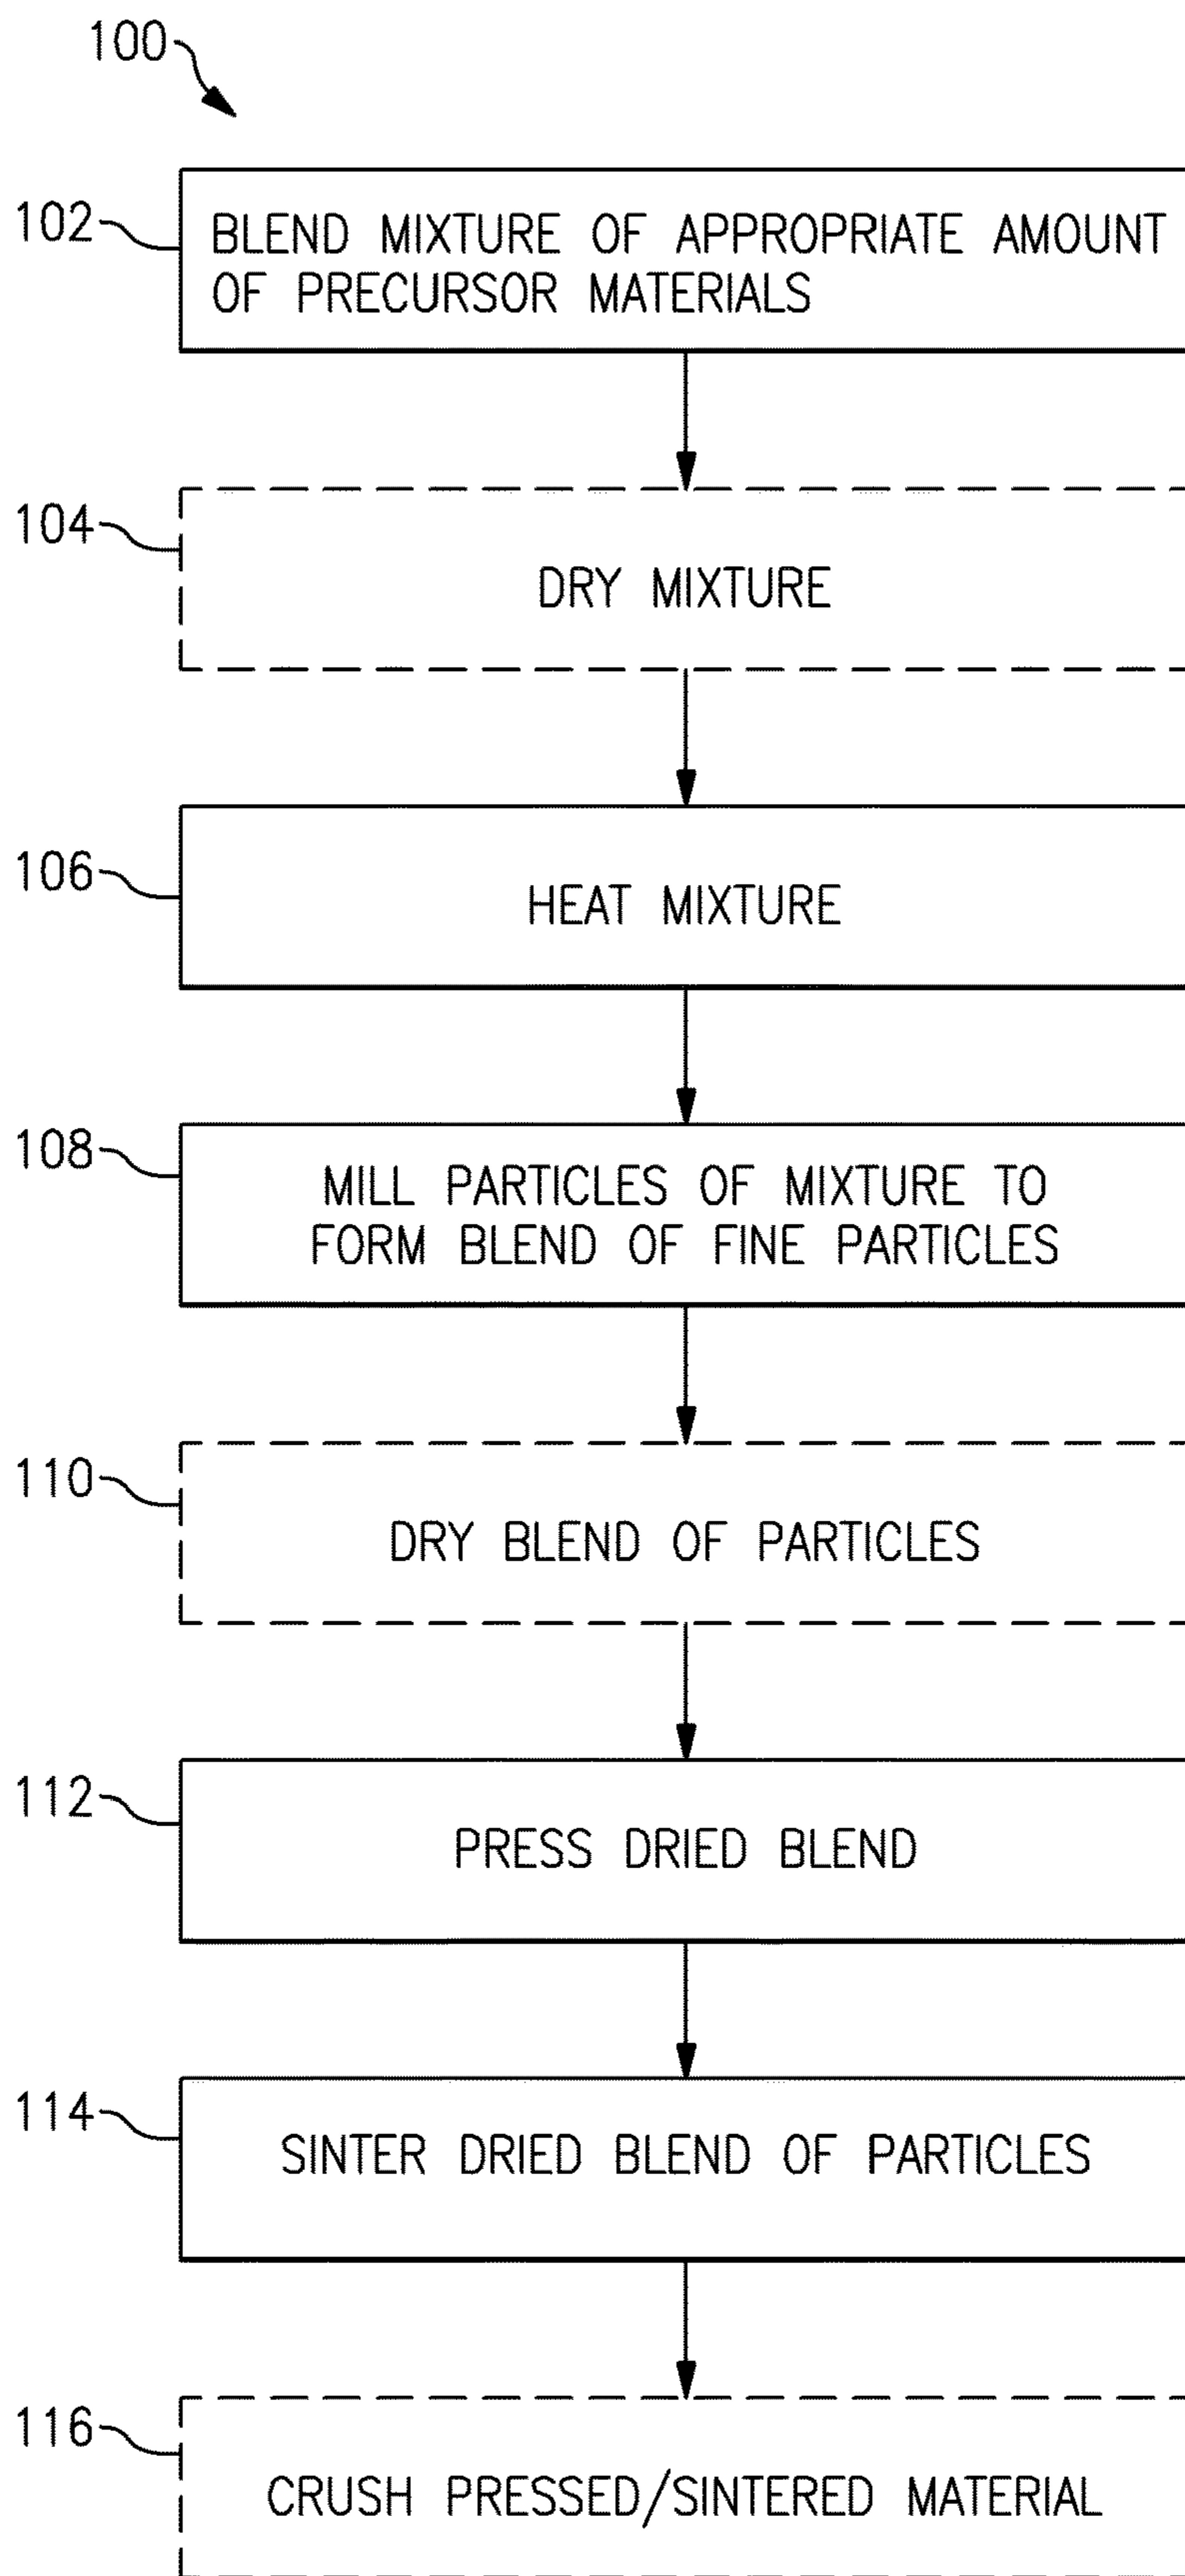 100
102
BLEND MIXTURE OF APPROPRIATE AMOUNT
OF PRECURSOR MATERIALS
104
DRY MIXTURE
106
HEAT MIXTURE
108
MILL PARTICLES OF MIXTURE TO
FORM BLEND OF FINE PARTICLES
110
DRY BLEND OF PARTICLES
112
PRESS DRIED BLEND
114
SINTER DRIED BLEND OF PARTICLES
116
CRUSH PRESSED/SINTERED MATERIAL